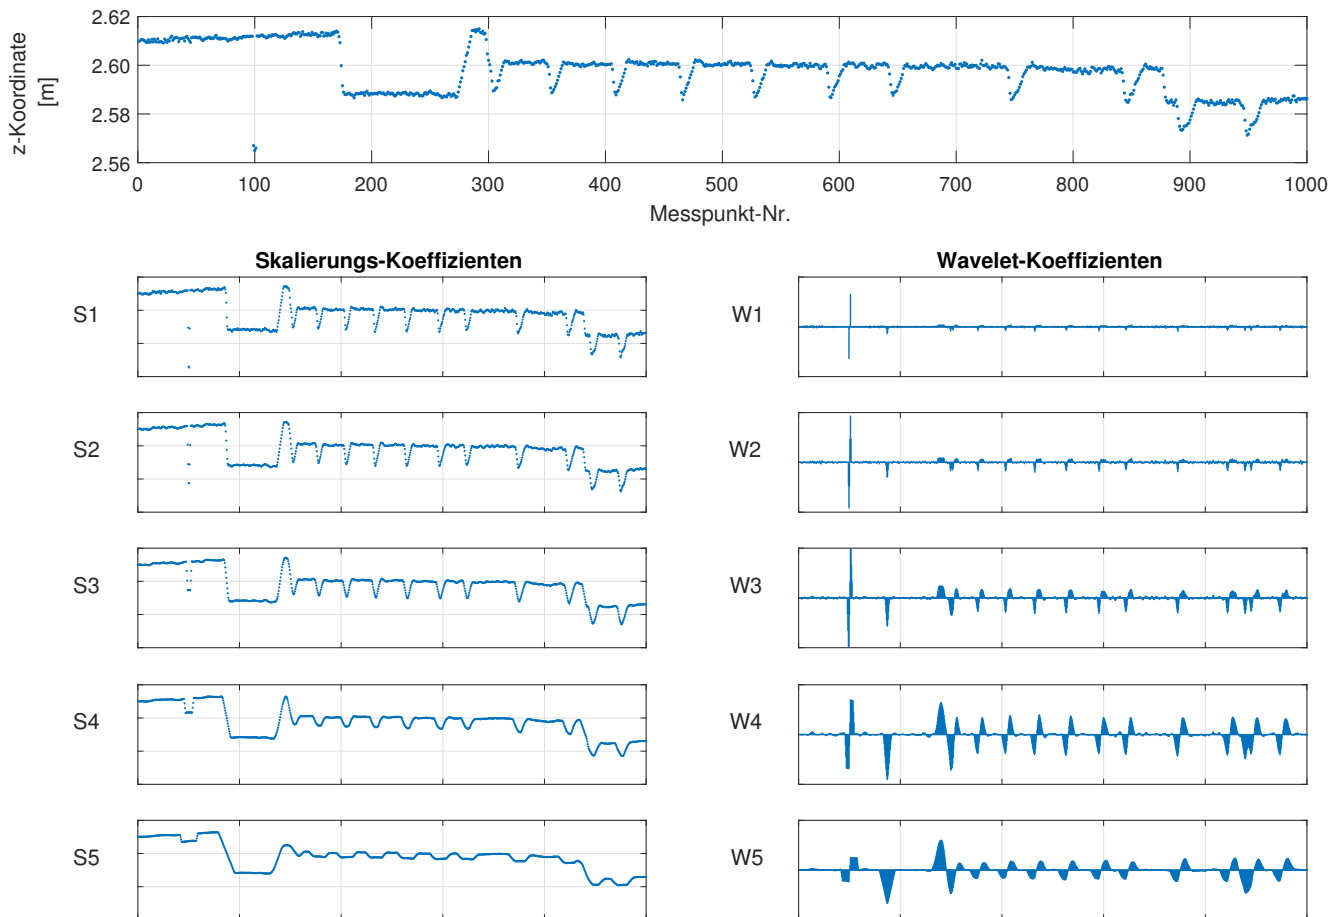 2.62
2.60
2.58
2.56
z-Koordinate
[m]
0 100 200 300 400 500 600 700 800 900 1000
Messpunkt-Nr.
Skalierungs-Koeffizienten Wavelet-Koeffizienten
S1 W1
S2 W2
S3 W3
S4 W4
S5 W5